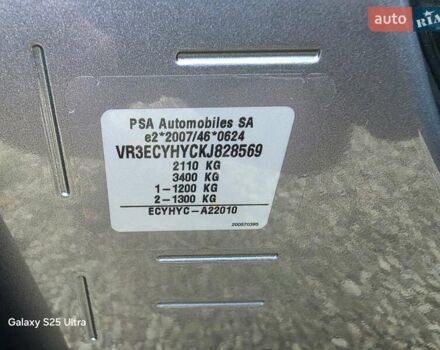 auto RIA
PSA Automobiles SA
e2*2007/46*0624
VR3ECYHYCKJ828569
2110 KG
3400 KG
1-1200 KG
2-1300 KG
ECYHYC-A22010
200570395
Galaxy S25 Ultra